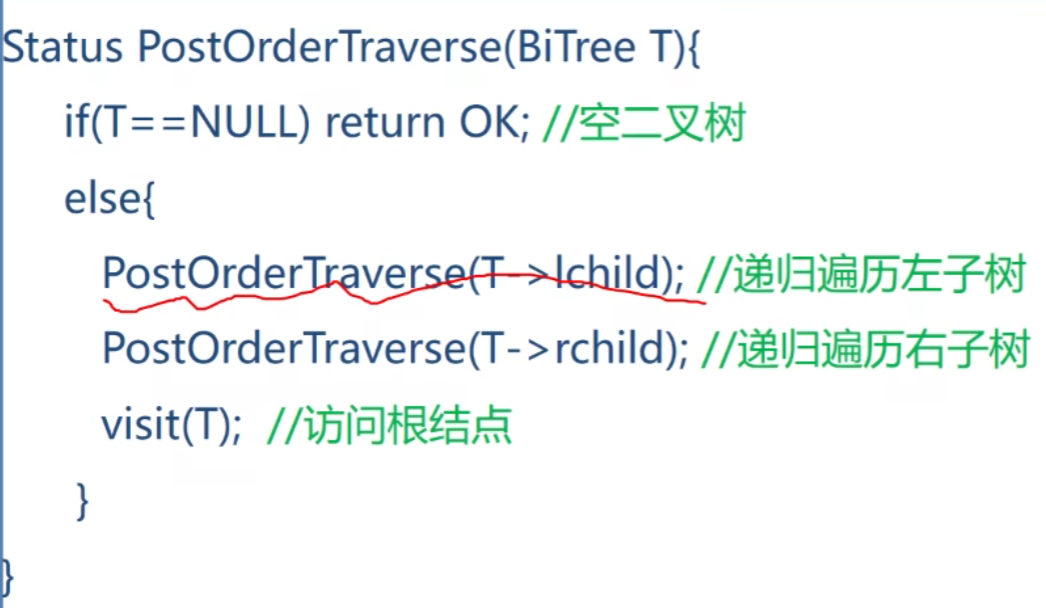 Status PostOrderTraverse(BiTree T){
if(T==NULL) return OK; //空二叉树
else{
PostOrderTraverse(T->lchild); //递归遍历左子树
PostOrderTraverse(T->rchild); //递归遍历右子树
visit(T); //访问根结点
}
}